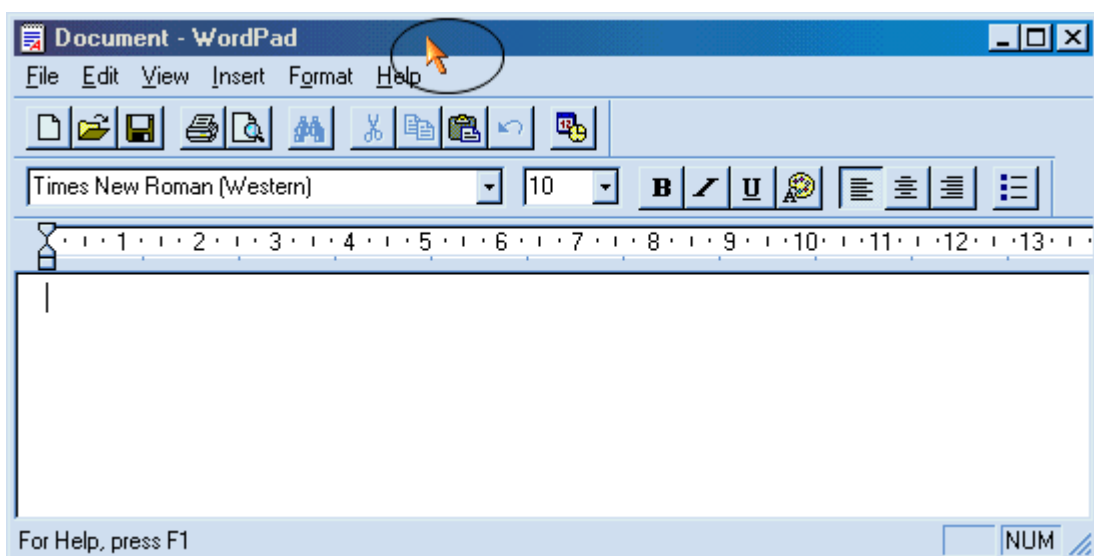 Document - WordPad
File Edit View Insert Format Help
12
Times New Roman (Western) 10 B I U
1 2 3 4 5 6 7 8 9 10 11 12 13
For Help, press F1 NUM